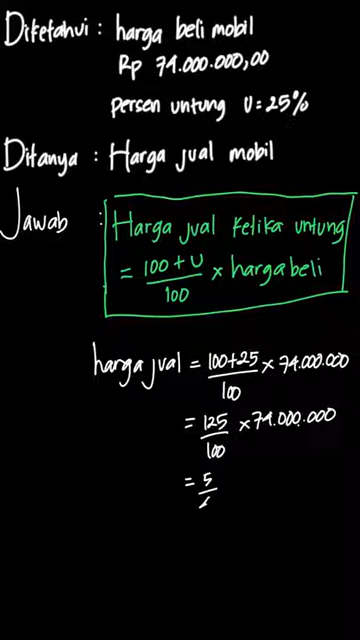 Diketahui : harga beli mobil
Rp 74.000.000,00
persen untung U = 25%
Ditanya : Harga jual mobil
Jawab :
Harga jual ketika untung
= 100 + U / 100 × harga beli
harga jual = 100+25 / 100 × 74.000.000
= 125 / 100 × 74.000.000
= 5 /